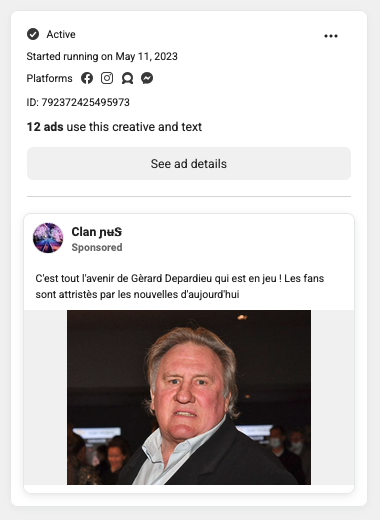 Active
Started running on May 11, 2023
Platforms
ID: 792372425495973
12 ads use this creative and text
See ad details
Clan ɲʉS̶
Sponsored
C'est tout l'avenir de Gèrard Depardieu qui est en jeu ! Les fans
sont attristès par les nouvelles d'aujourd'hui